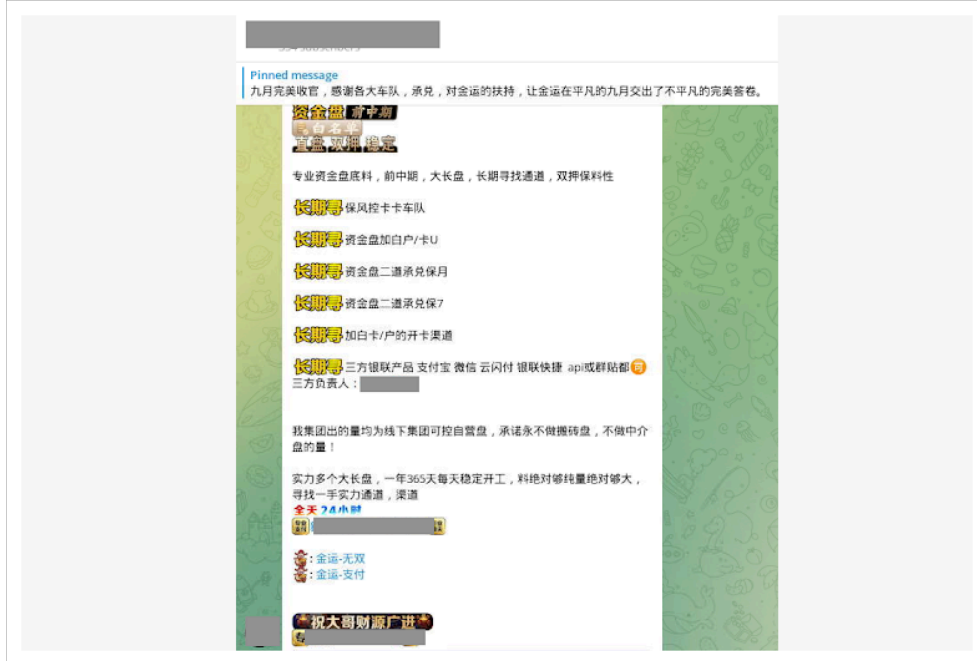 Pinned message
九月完美收官，感谢各大车队，承兑，对金运的扶持，让金运在平凡的九月交出了不平凡的完美答卷。
资金盘 前中期
白名单
直盘 双押 稳定
专业资金盘底料，前中期，大长盘，长期寻找通道，双押保料性
长期寻 保风控卡卡车队
长期寻 资金盘加白户/卡U
长期寻 资金盘二道承兑保月
长期寻 资金盘二道承兑保7
长期寻 加白卡/户的开卡渠道
长期寻 三方银联产品 支付宝 微信 云闪付 银联快捷 api或群贴都可
三方负责人：
我集团出的量均为线下集团可控自营盘，承诺永不做搬砖盘，不做中介
盘的量！
实力多个大长盘，一年365天每天稳定开工，料绝对够纯量绝对够大，
寻找一手实力通道，渠道
全天 24小时
：金运-无双
：金运-支付
祝大哥财源广进